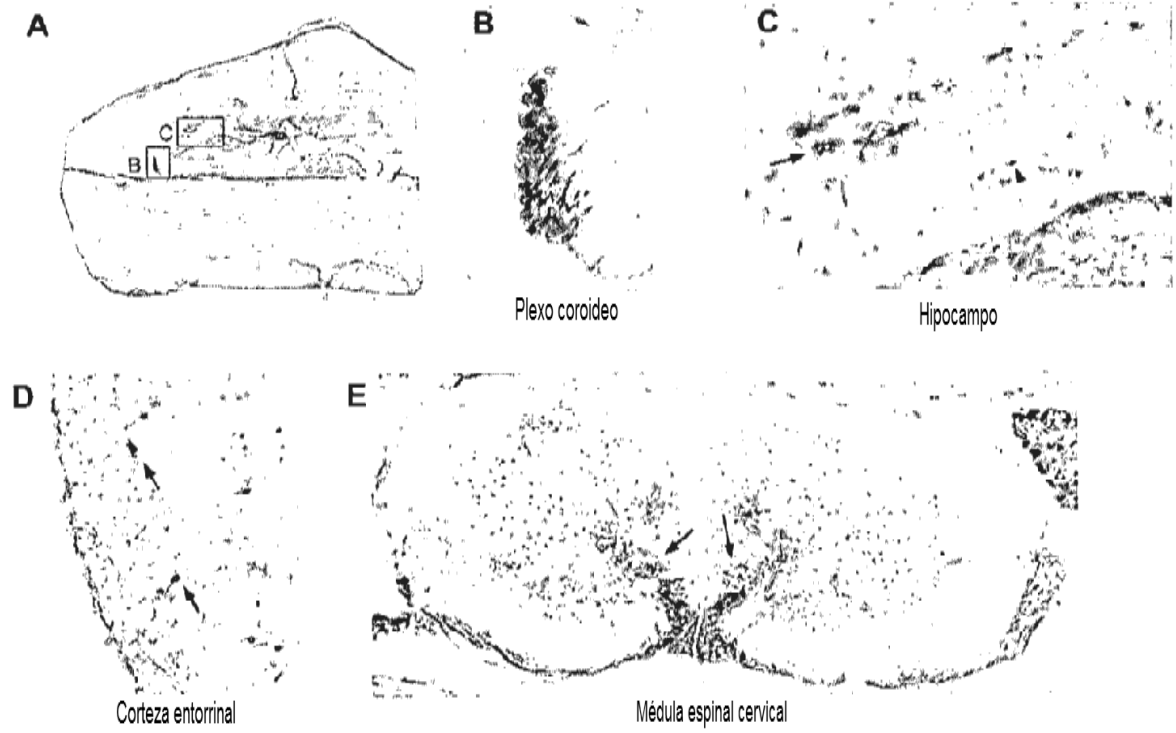 A
B
C
C
B
Plexo coroideo
Hipocampo
D
E
Corteza entorrinal
Médula espinal cervical